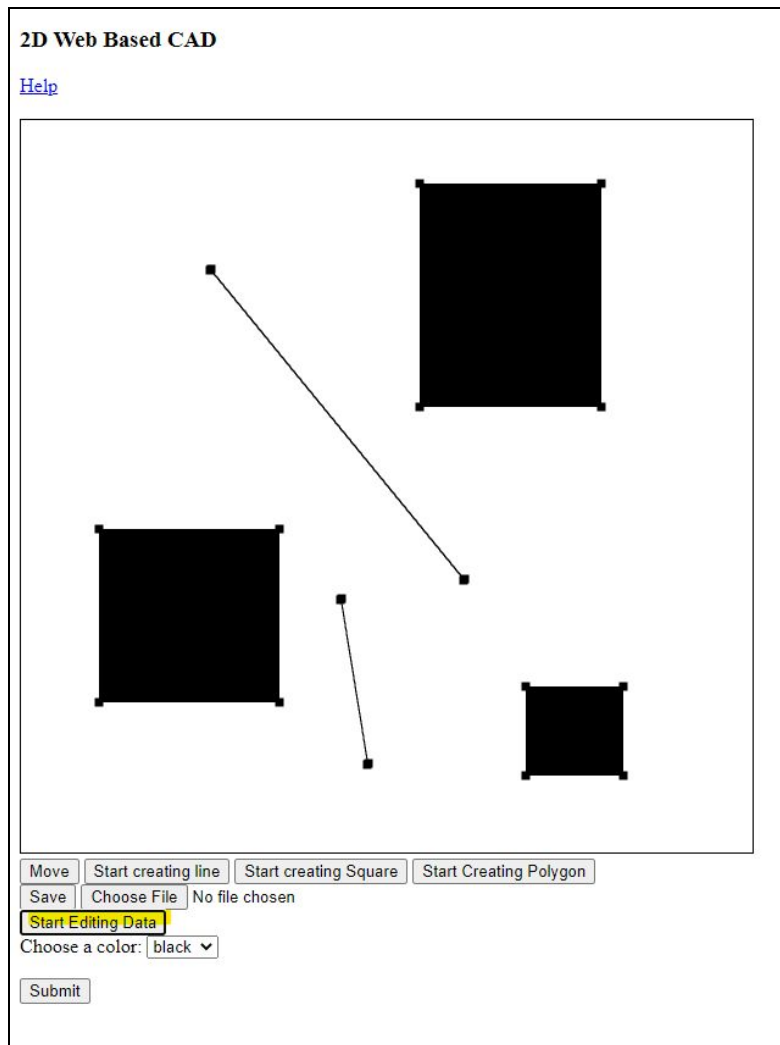 2D Web Based CAD
Help
Move Start creating line Start creating Square Start Creating Polygon
Save Choose File No file chosen
Start Editing Data
Choose a color: black
Submit